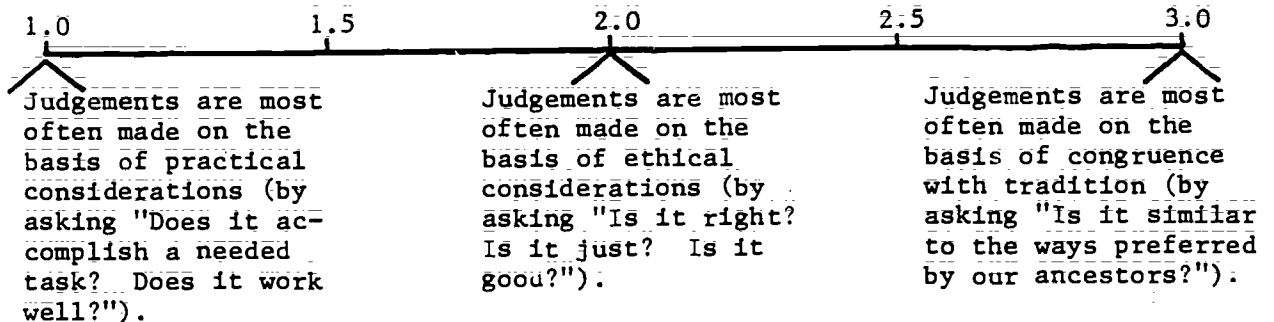 1.0 1.5 2.0 2.5 3.0
Judgements are most
often made on the
basis of practical
considerations (by
asking "Does it ac-
complish a needed
task? Does it work
well?").
Judgements are most
often made on the
basis of ethical
considerations (by
asking "Is it right?
Is it just? Is it
good?").
Judgements are most
often made on the
basis of congruence
with tradition (by
asking "Is it similar
to the ways preferred
by our ancestors?").